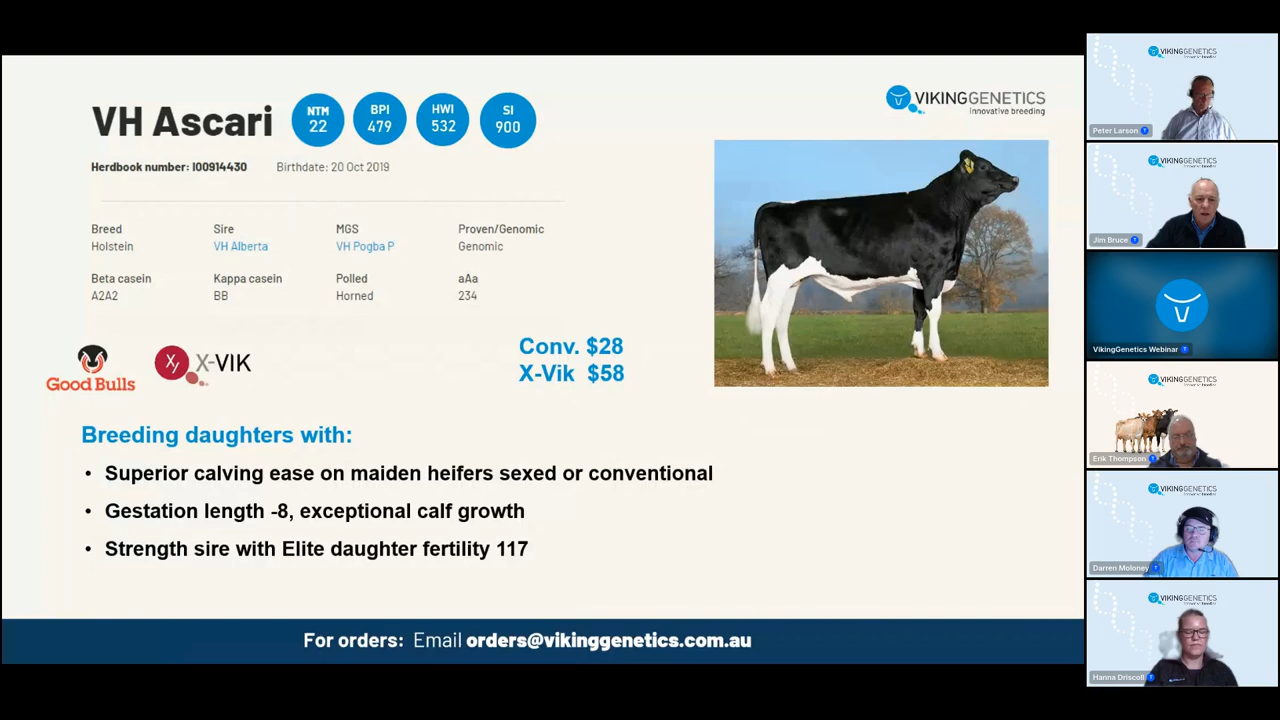 VH Ascari
NTM
22
BPI
479
HWI
532
SI
900
VIKINGGENETICS
Innovative breeding
Herdbook number: I00914430
Birthdate: 20 Oct 2019
Breed
Holstein
Sire
VH Alberta
MGS
VH Pogba P
Proven/Genomic
Genomic
Beta casein
A2A2
Kappa casein
BB
Polled
Horned
aAa
234
Good Bulls
Xy X-VIK
Conv. $28
X-Vik $58
Breeding daughters with:
• Superior calving ease on maiden heifers sexed or conventional
• Gestation length -8, exceptional calf growth
• Strength sire with Elite daughter fertility 117
For orders: Email orders@vikinggenetics.com.au
VIKINGGENETICS
Peter Larson
VIKINGGENETICS
Jim Bruce
VikingGenetics Webinar
VIKINGGENETICS
Erik Thompson
VIKINGGENETICS
Darren Moloney
VIKINGGENETICS
Hanna Driscoll